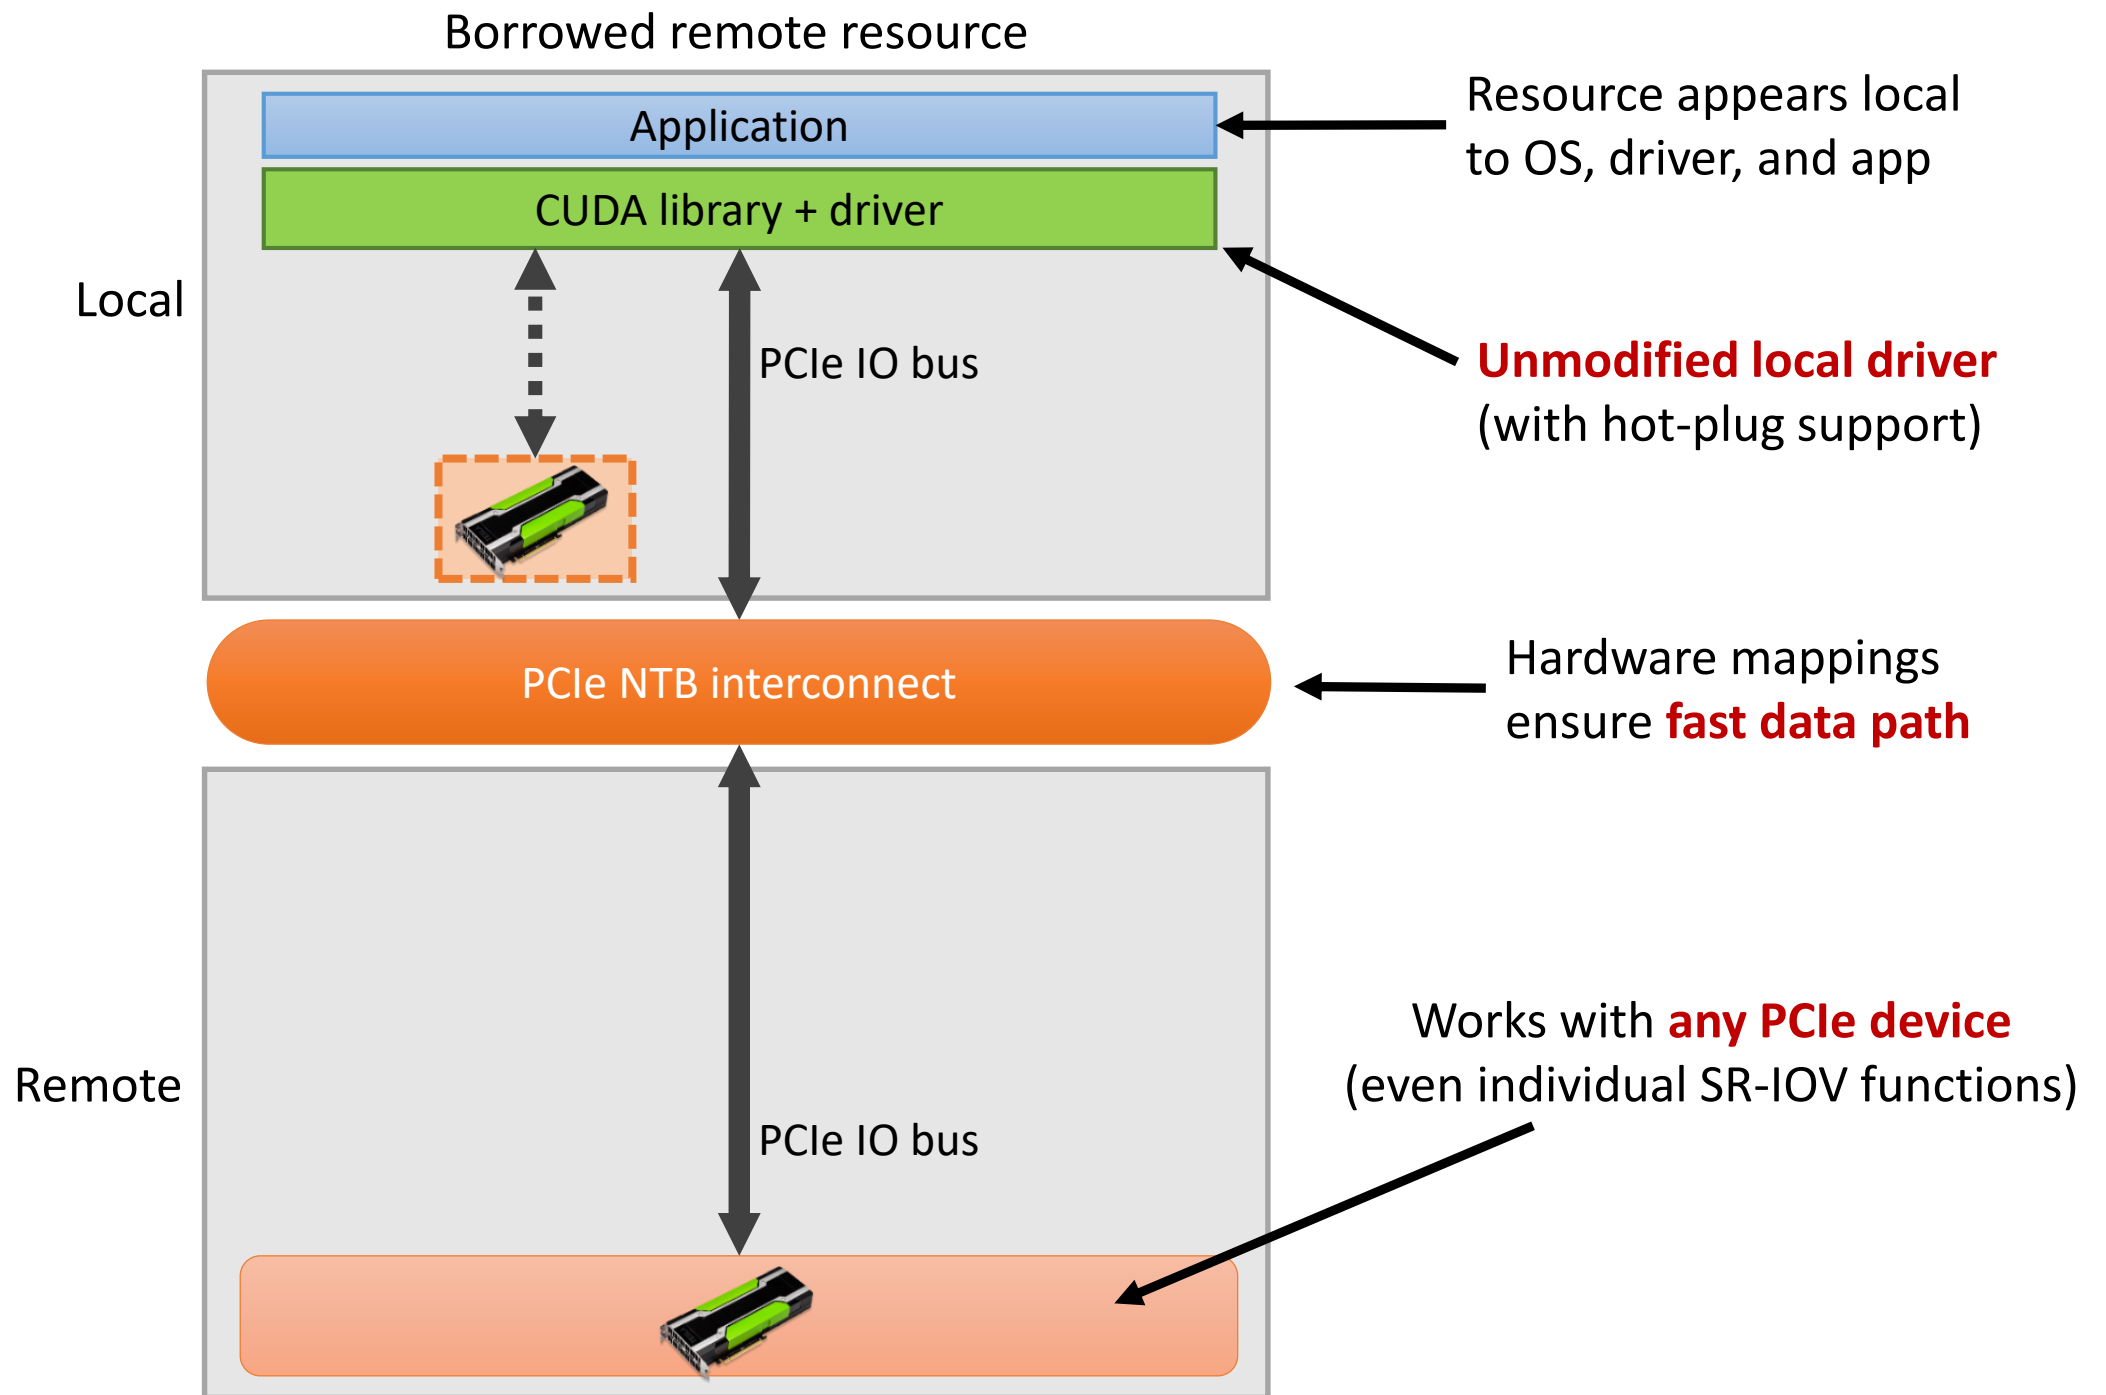 Borrowed remote resource
Application
CUDA library + driver
Resource appears local
to OS, driver, and app
Local
PCIe IO bus
Unmodified local driver
(with hot-plug support)
PCIe NTB interconnect
Hardware mappings
ensure fast data path
Remote
PCIe IO bus
Works with any PCIe device
(even individual SR-IOV functions)